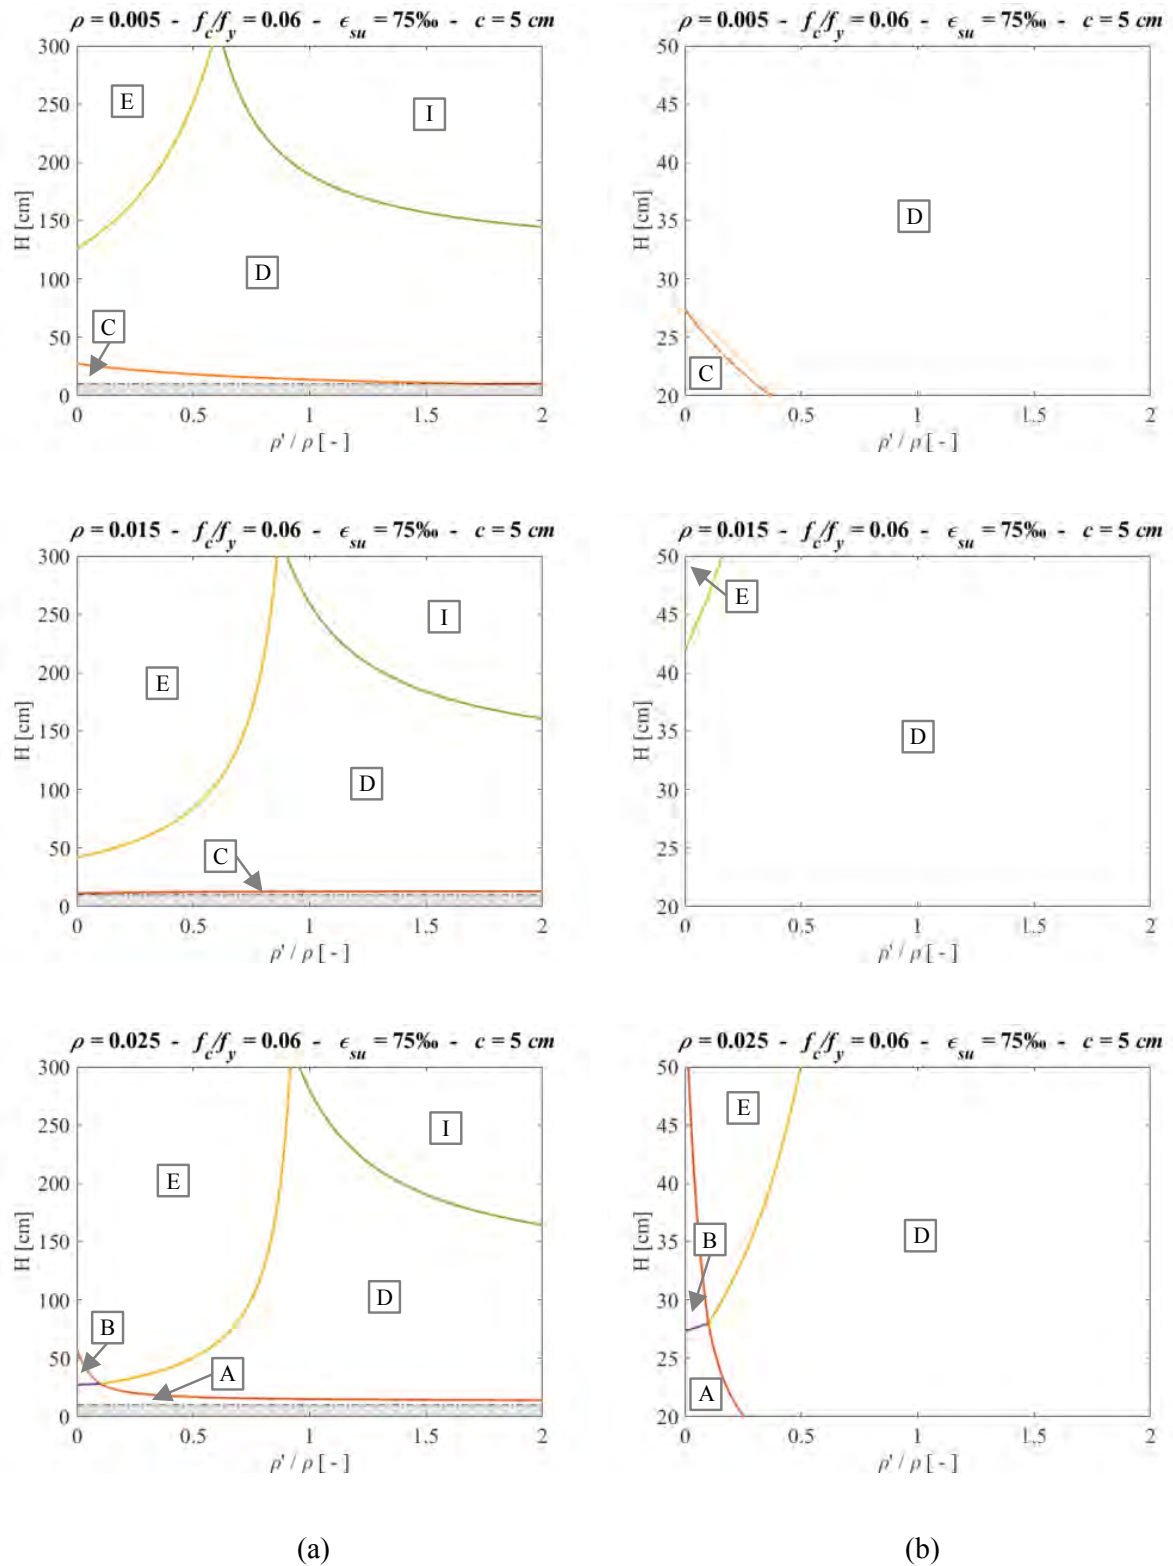 ρ = 0.005 - f_c/f_y = 0.06 - ϵ_su = 75‰ - c = 5 cm
300
250
200
150
100
50
0
H [cm]
E
I
D
C
0 0.5 1 1.5 2
ρ' / ρ [ - ]
ρ = 0.005 - f_c/f_y = 0.06 - ϵ_su = 75‰ - c = 5 cm
50
45
40
35
30
25
20
H [cm]
D
C
0 0.5 1 1.5 2
ρ' / ρ [ - ]
ρ = 0.015 - f_c/f_y = 0.06 - ϵ_su = 75‰ - c = 5 cm
300
250
200
150
100
50
0
H [cm]
I
E
D
C
0 0.5 1 1.5 2
ρ' / ρ [ - ]
ρ = 0.015 - f_c/f_y = 0.06 - ϵ_su = 75‰ - c = 5 cm
50
45
40
35
30
25
20
H [cm]
E
D
0 0.5 1 1.5 2
ρ' / ρ [ - ]
ρ = 0.025 - f_c/f_y = 0.06 - ϵ_su = 75‰ - c = 5 cm
300
250
200
150
100
50
0
H [cm]
I
E
D
B
A
0 0.5 1 1.5 2
ρ' / ρ [ - ]
ρ = 0.025 - f_c/f_y = 0.06 - ϵ_su = 75‰ - c = 5 cm
50
45
40
35
30
25
20
H [cm]
E
D
B
A
0 0.5 1 1.5 2
ρ' / ρ [ - ]
(a) (b)